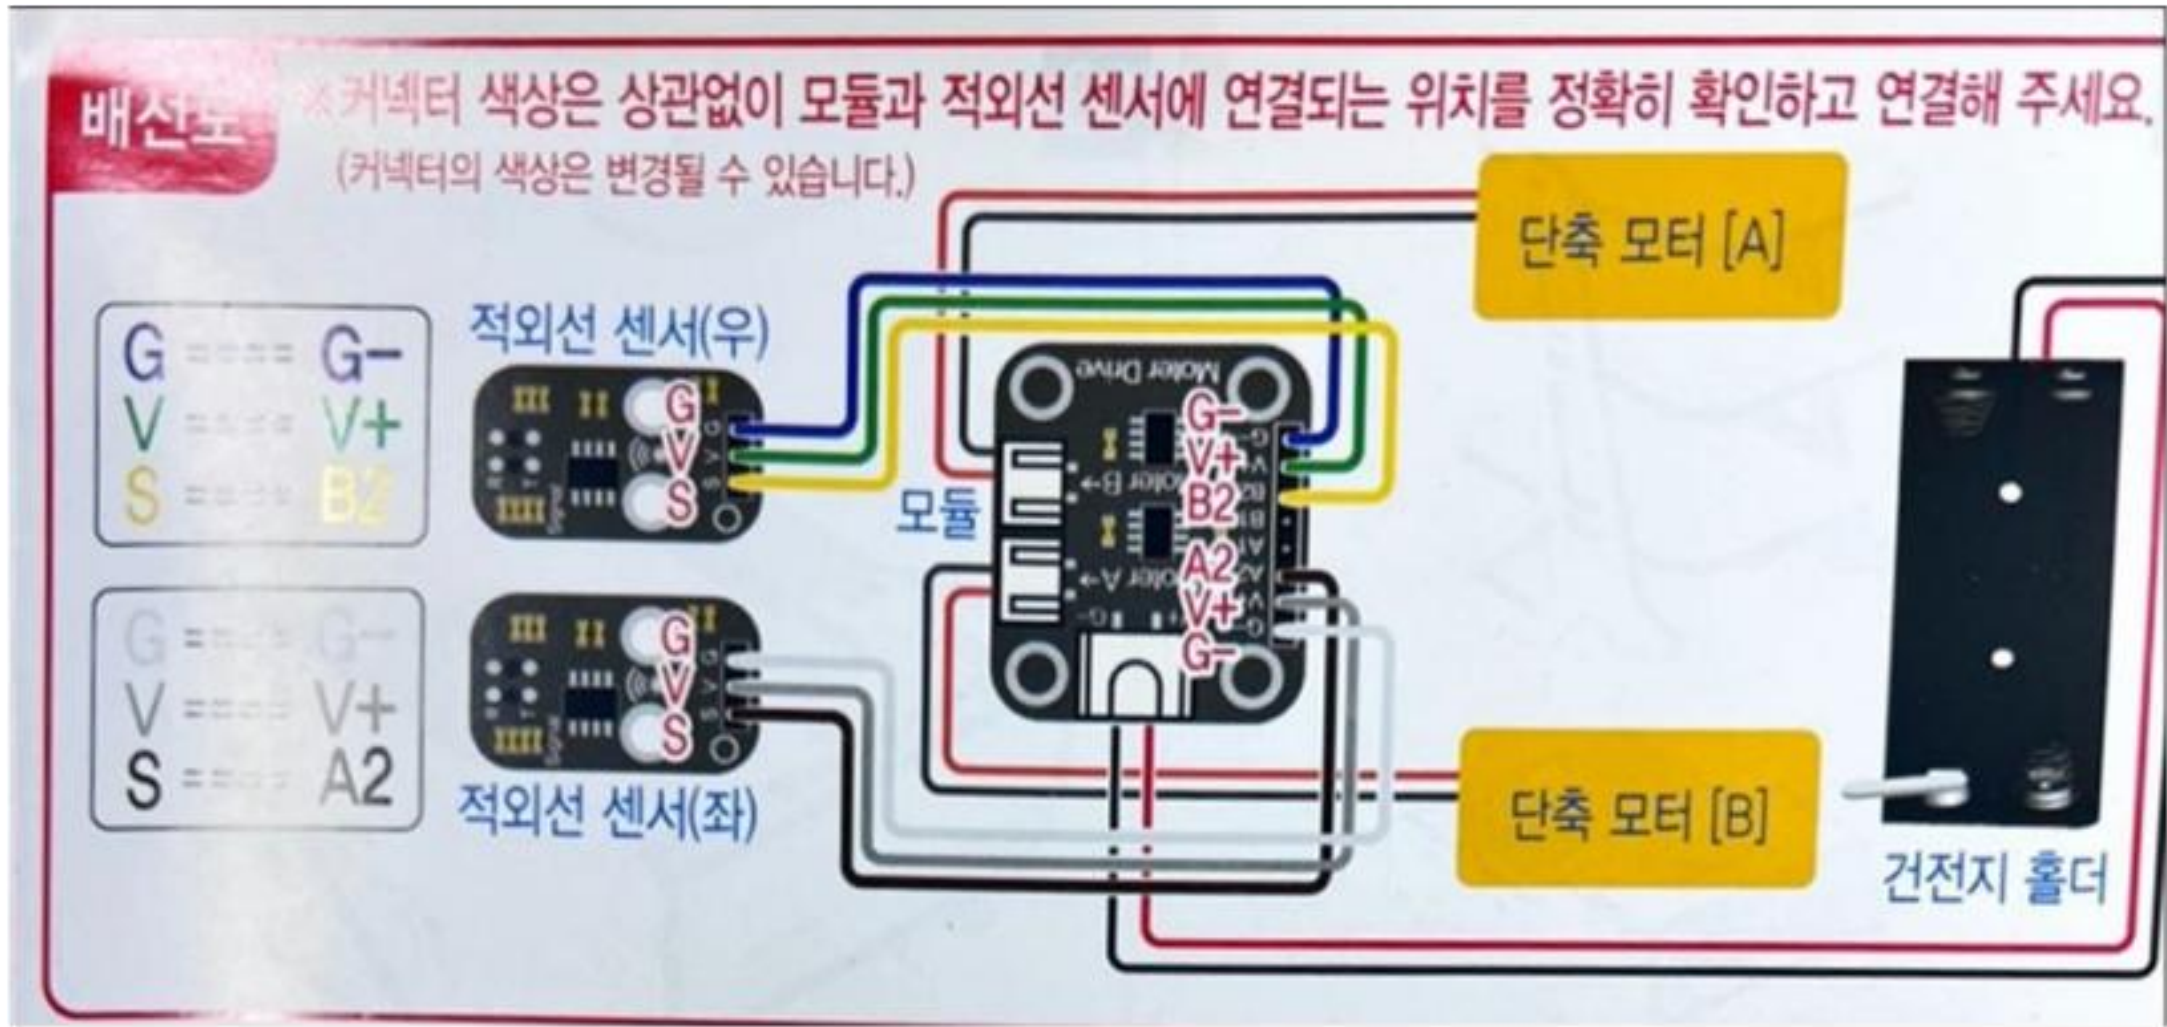 배선도
※커넥터 색상은 상관없이 모듈과 적외선 센서에 연결되는 위치를 정확히 확인하고 연결해 주세요.
(커넥터의 색상은 변경될 수 있습니다.)
단축 모터 [A]
G ==== G-
V ==== V+
S ==== B2
적외선 센서(우)
G
V
S
G
V
S
Signal
모듈
Moter Drive
G-
V+
B2
A2
V+
G-
B1
A1
G ==== G-
V ==== V+
S ==== A2
G
V
S
G
V
S
Signal
적외선 센서(좌)
단축 모터 [B]
건전지 홀더